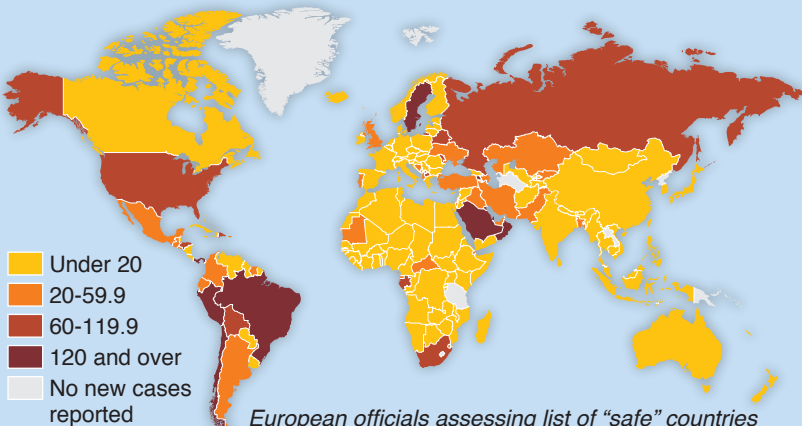 Under 20
20-59.9
60-119.9
120 and over
No new cases
reported
European officials assessing list of “safe” countries